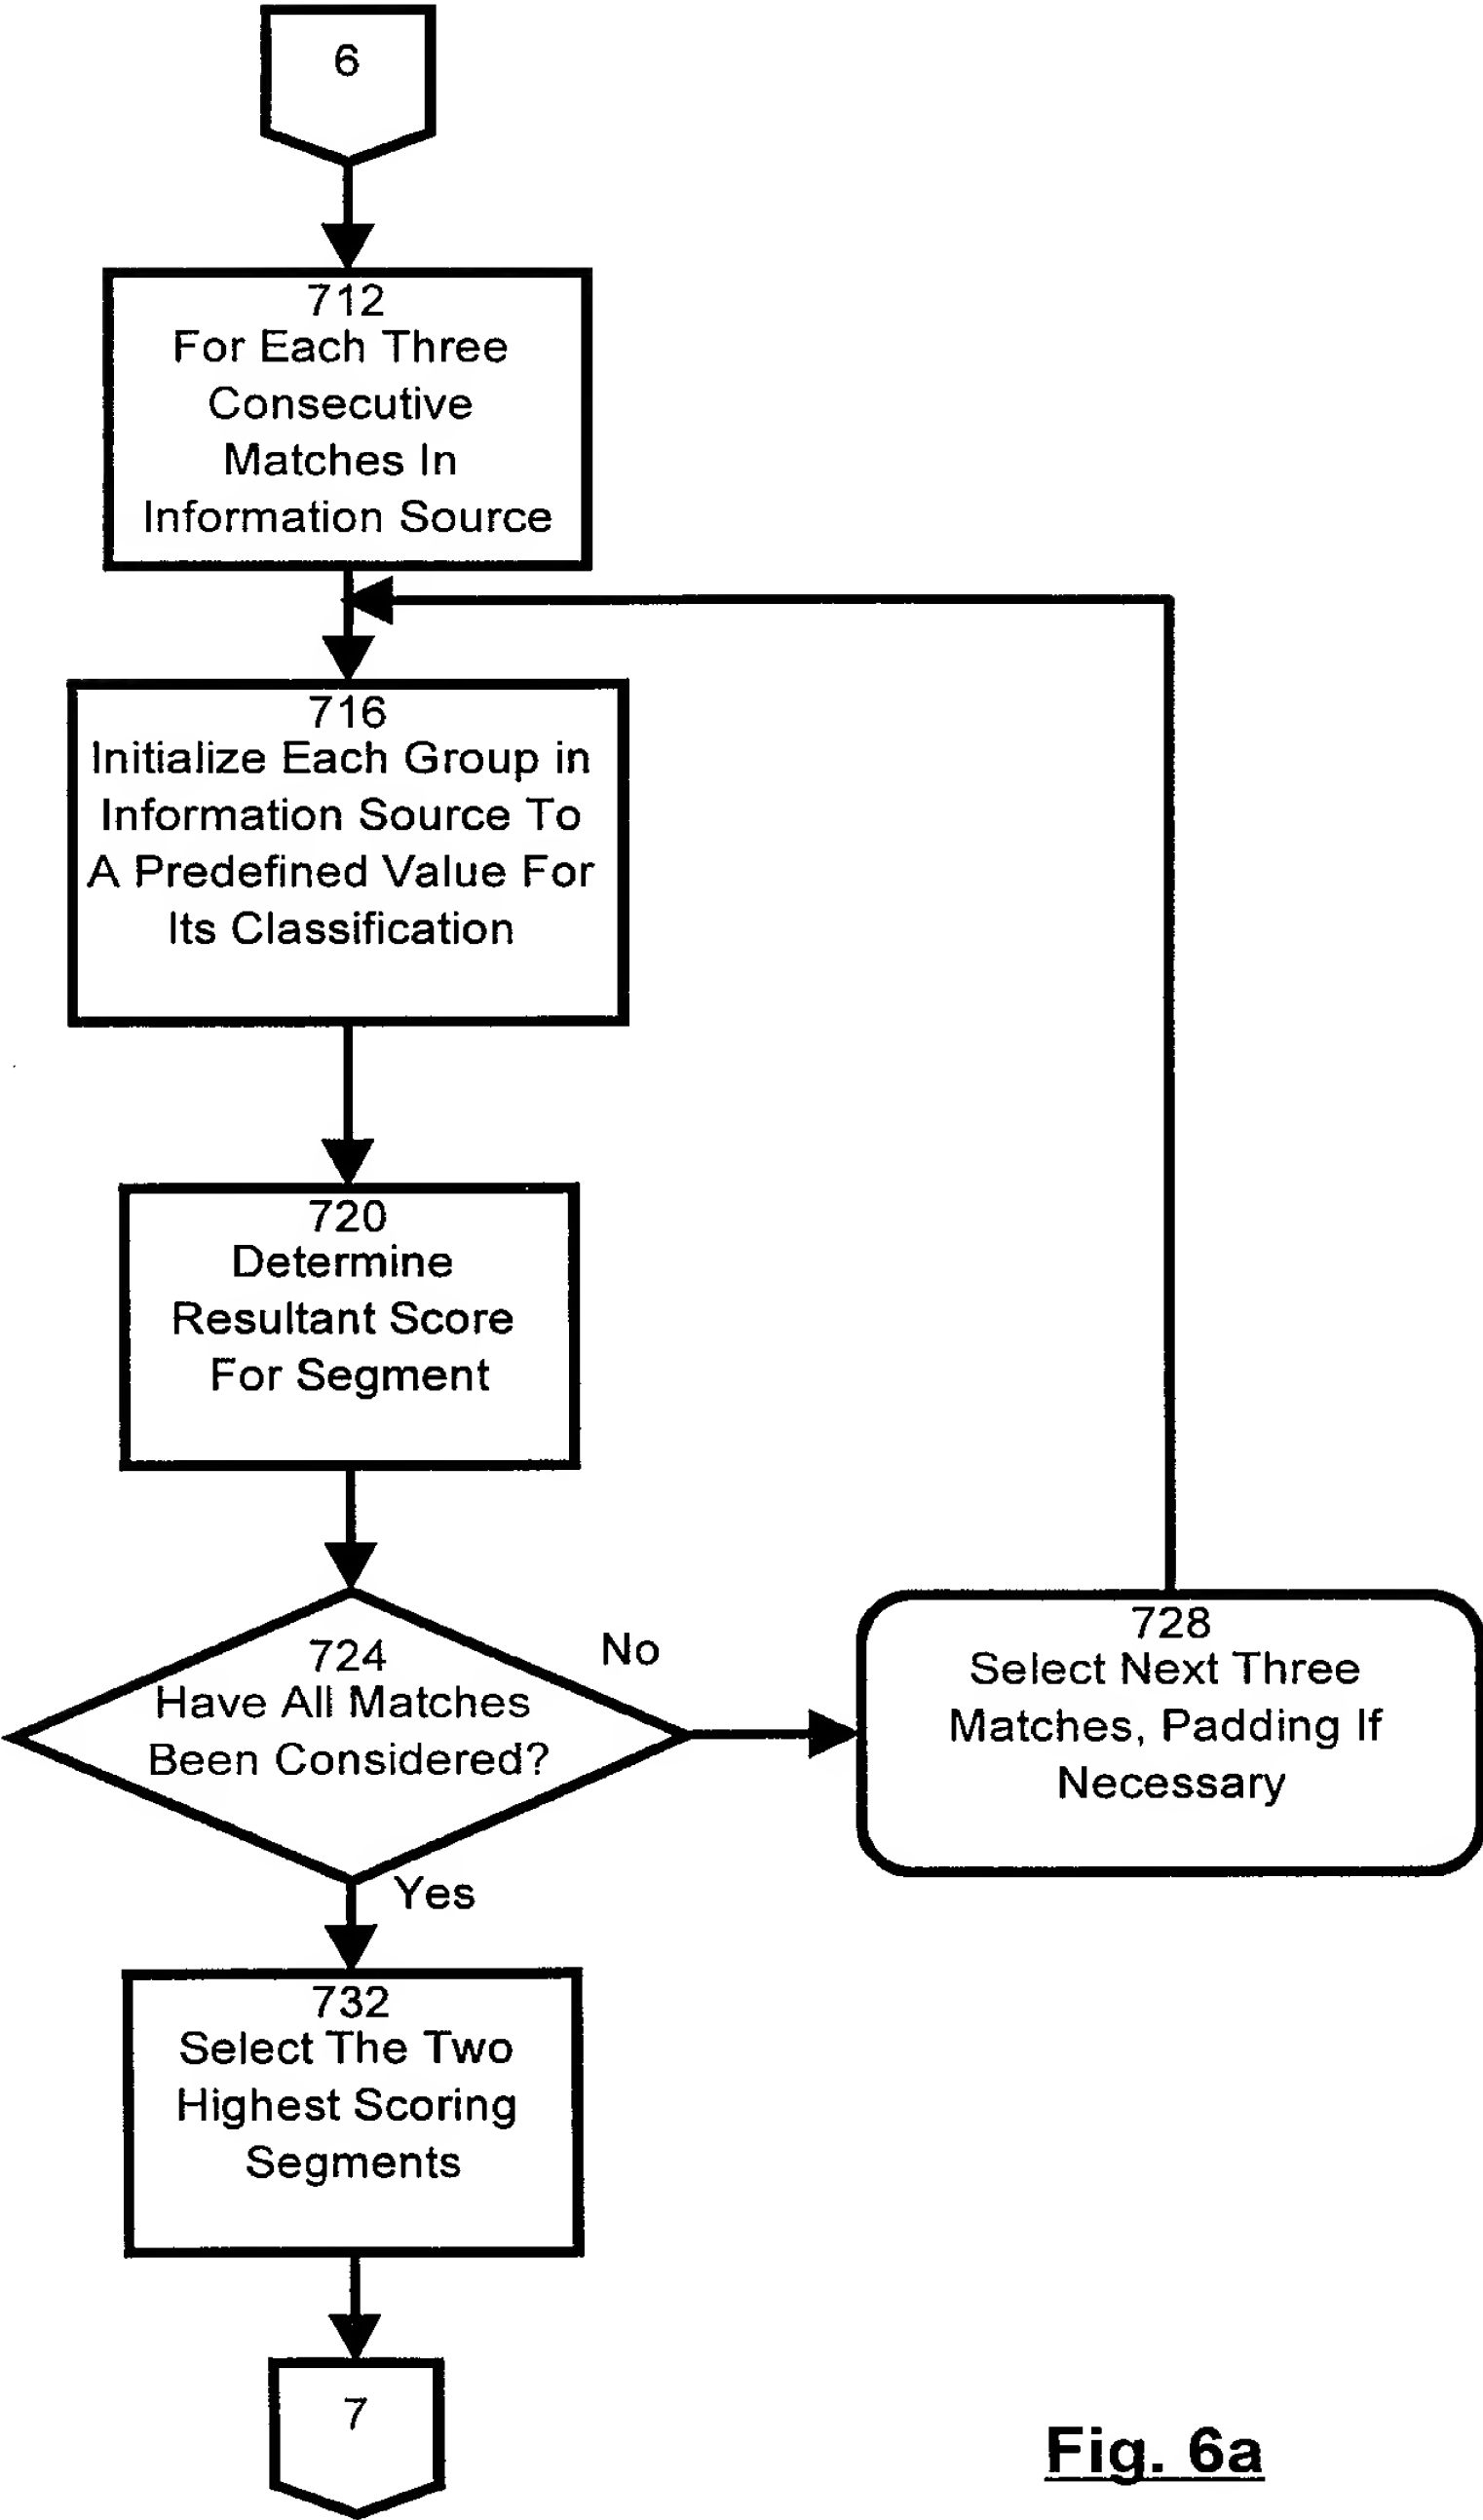 6
712
For Each Three
Consecutive
Matches In
Information Source
716
Initialize Each Group in
Information Source To
A Predefined Value For
Its Classification
720
Determine
Resultant Score
For Segment
724
Have All Matches
Been Considered?
No
728
Select Next Three
Matches, Padding If
Necessary
Yes
732
Select The Two
Highest Scoring
Segments
7
Fig. 6a